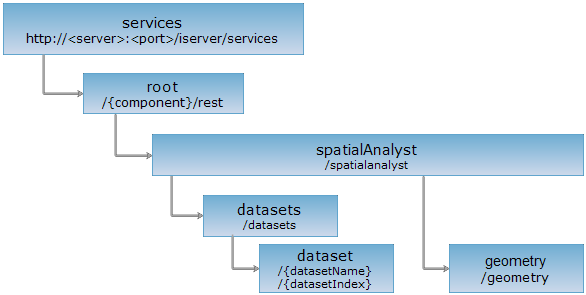 services
http://<server>:<port>/iserver/services
root
/{component}/rest
spatialAnalyst
/spatialanalyst
datasets
/datasets
dataset
/{datasetName}
/{datasetIndex}
geometry
/geometry